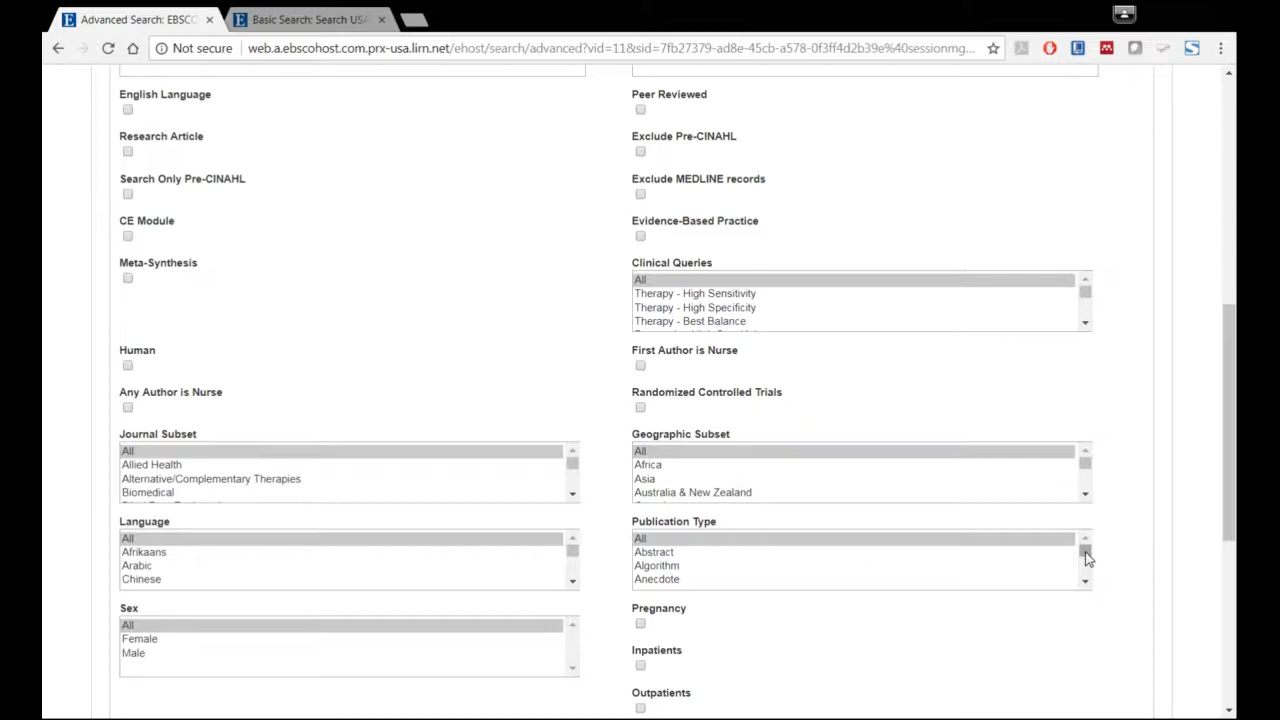 Advanced Search: EBSCO
Basic Search: Search USA
Not secure
web.a.ebscohost.com.prx-usa.lirn.net/ehost/search/advanced?vid=11&sid=7fb27379-ad8e-45cb-a578-0f3ff4d2b39e%40sessionmg...
English Language
Peer Reviewed
Research Article
Exclude Pre-CINAHL
Search Only Pre-CINAHL
Exclude MEDLINE records
CE Module
Evidence-Based Practice
Meta-Synthesis
Clinical Queries
All
Therapy - High Sensitivity
Therapy - High Specificity
Therapy - Best Balance
Human
First Author is Nurse
Any Author is Nurse
Randomized Controlled Trials
Journal Subset
All
Allied Health
Alternative/Complementary Therapies
Biomedical
Geographic Subset
All
Africa
Asia
Australia & New Zealand
Language
All
Afrikaans
Arabic
Chinese
Publication Type
All
Abstract
Algorithm
Anecdote
Sex
All
Female
Male
Pregnancy
Inpatients
Outpatients